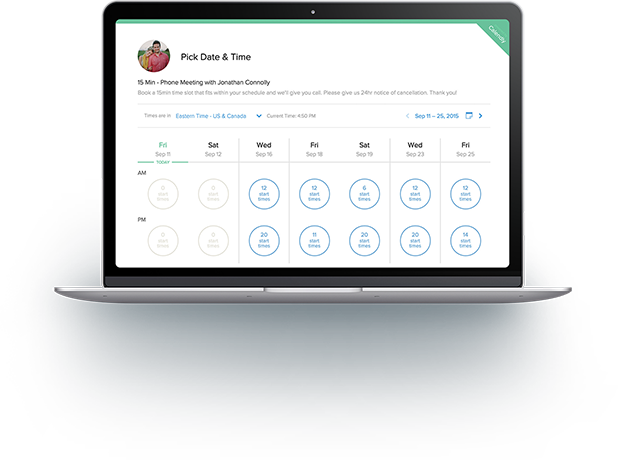 Calendly
Pick Date & Time
15 Min - Phone Meeting with Jonathan Connolly
Book a 15min time slot that fits within your schedule and we'll give you call. Please give us 24hr notice of cancellation. Thank you!
Times are in Eastern Time - US & Canada Current Time: 4:50 PM Sep 11 – 25, 2015
Fri Sat Wed Fri Sat Wed Fri
Sep 11 Sep 12 Sep 16 Sep 18 Sep 19 Sep 23 Sep 25
TODAY
AM
0 0 12 12 6 12 12
start start start start start start start
times times times times times times times
PM
0 0 20 11 20 20 14
start start start start start start start
times times times times times times times